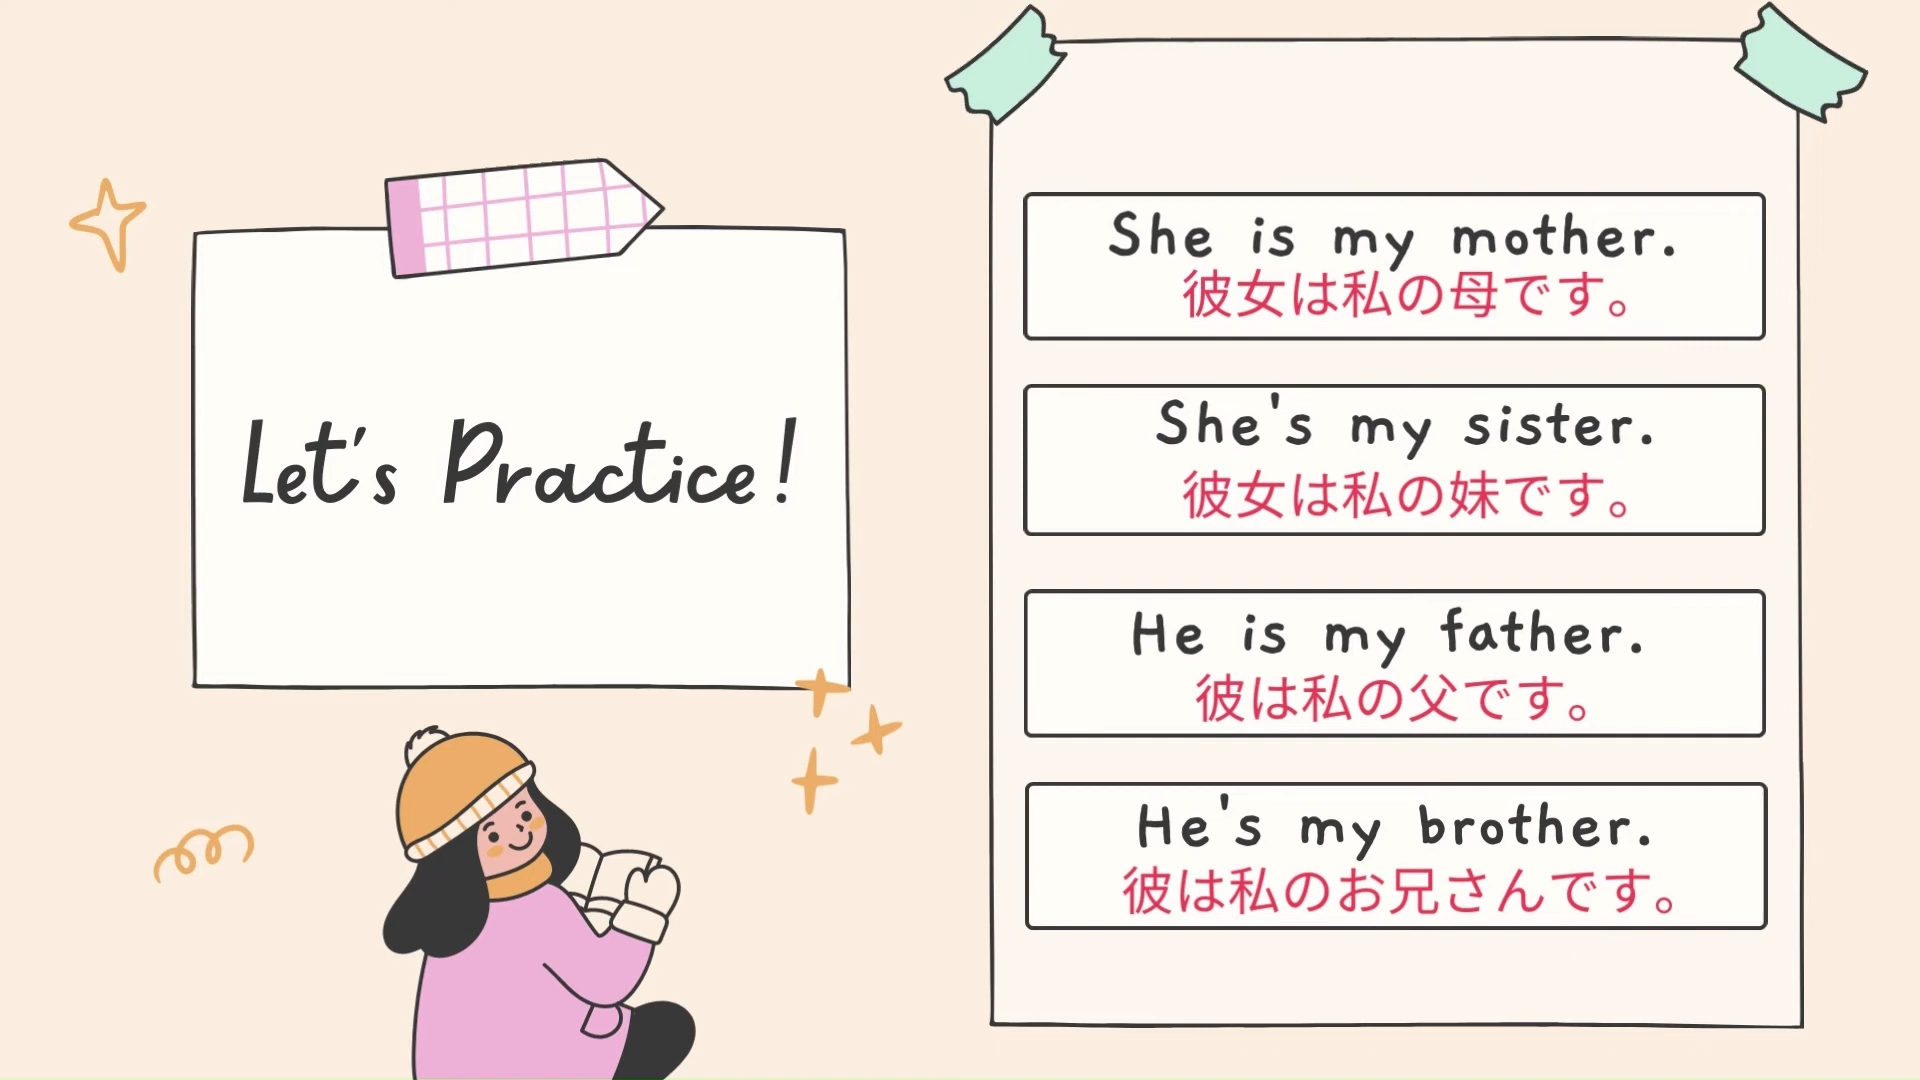 Let's Practice!
She is my mother.
彼女は私の母です。
She's my sister.
彼女は私の妹です。
He is my father.
彼は私の父です。
He's my brother.
彼は私のお兄さんです。